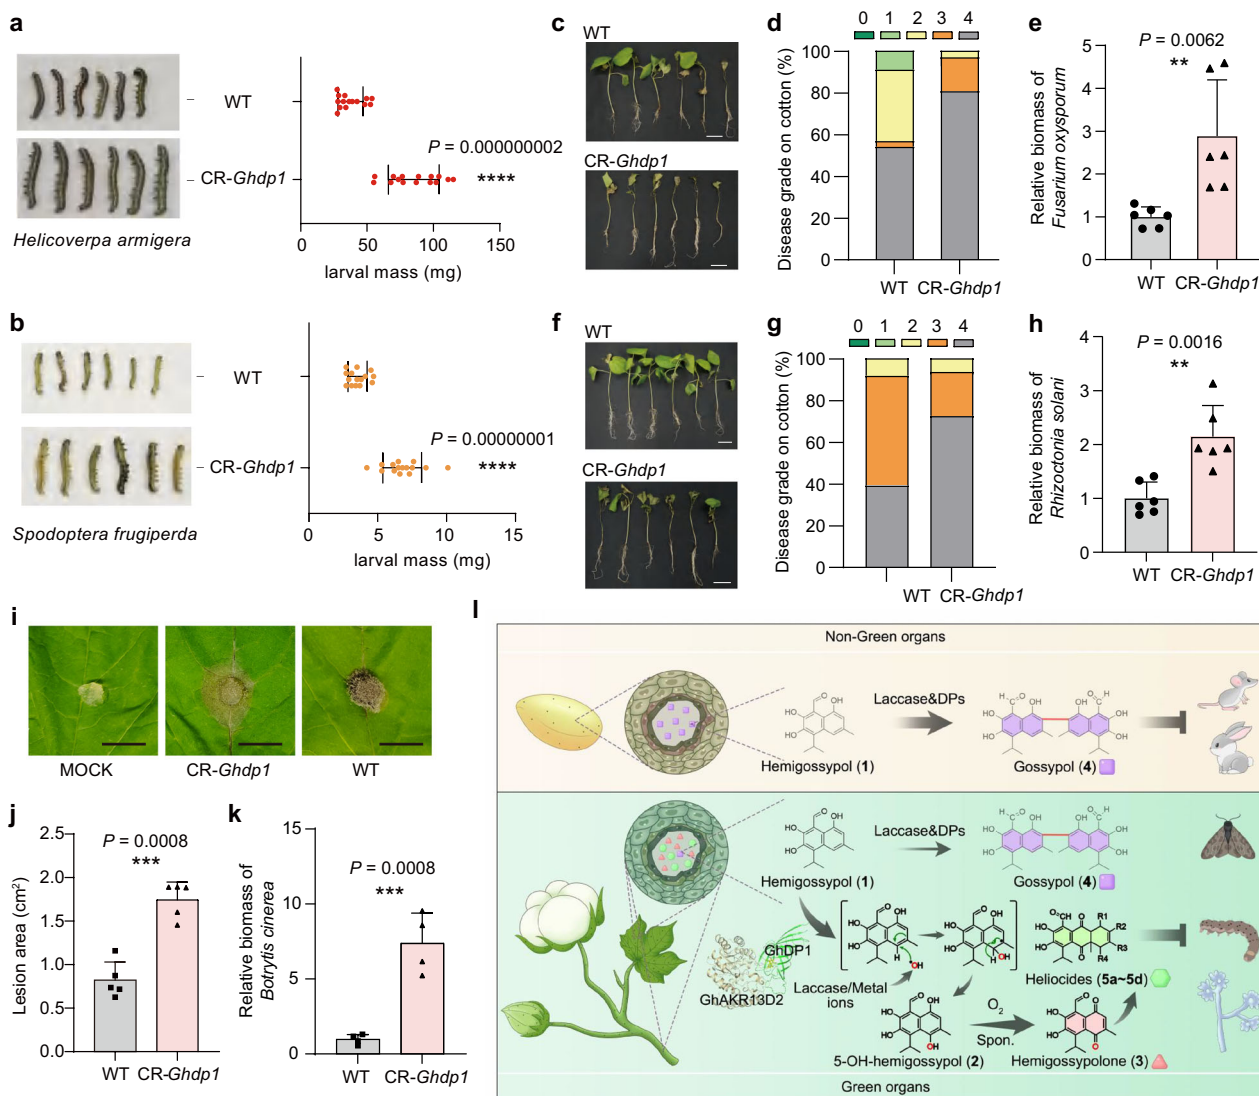 a
WT
CR-Ghdp1
Helicoverpa armigera
P = 0.000000002
****
0 50 100 150
larval mass (mg)
b
WT
CR-Ghdp1
Spodoptera frugiperda
P = 0.00000001
****
0 5 10 15
larval mass (mg)
c
WT
CR-Ghdp1
d
0 1 2 3 4
Disease grade on cotton (%)
100
80
60
40
20
0
WT CR-Ghdp1
e
P = 0.0062
**
Relative biomass of
Fusarium oxysporum
5
4
3
2
1
0
WT CR-Ghdp1
f
WT
CR-Ghdp1
g
0 1 2 3 4
Disease grade on cotton (%)
100
80
60
40
20
0
WT CR-Ghdp1
h
P = 0.0016
**
Relative biomass of
Rhizodonia solani
4
3
2
1
0
WT CR-Ghdp1
i
MOCK CR-Ghdp1 WT
j
P = 0.0008
***
Lesion area (cm²)
2.5
2.0
1.5
1.0
0.5
0.0
WT CR-Ghdp1
k
P = 0.0008
***
Relative biomass of
Botrytis cinerea
15
10
5
0
WT CR-Ghdp1
l
Non-Green organs
Laccase&DPs
Hemigossypol (1)
Gossypol (4)
Laccase&DPs
Hemigossypol (1)
Gossypol (4)
GhDP1
GhAKR13D2
Laccase/Metal
ions
R1
R2
R3
R4
Heliocides (5a~5d)
O2
Spon.
5-OH-hemigossypol (2)
Hemigossypolone (3)
Green organs